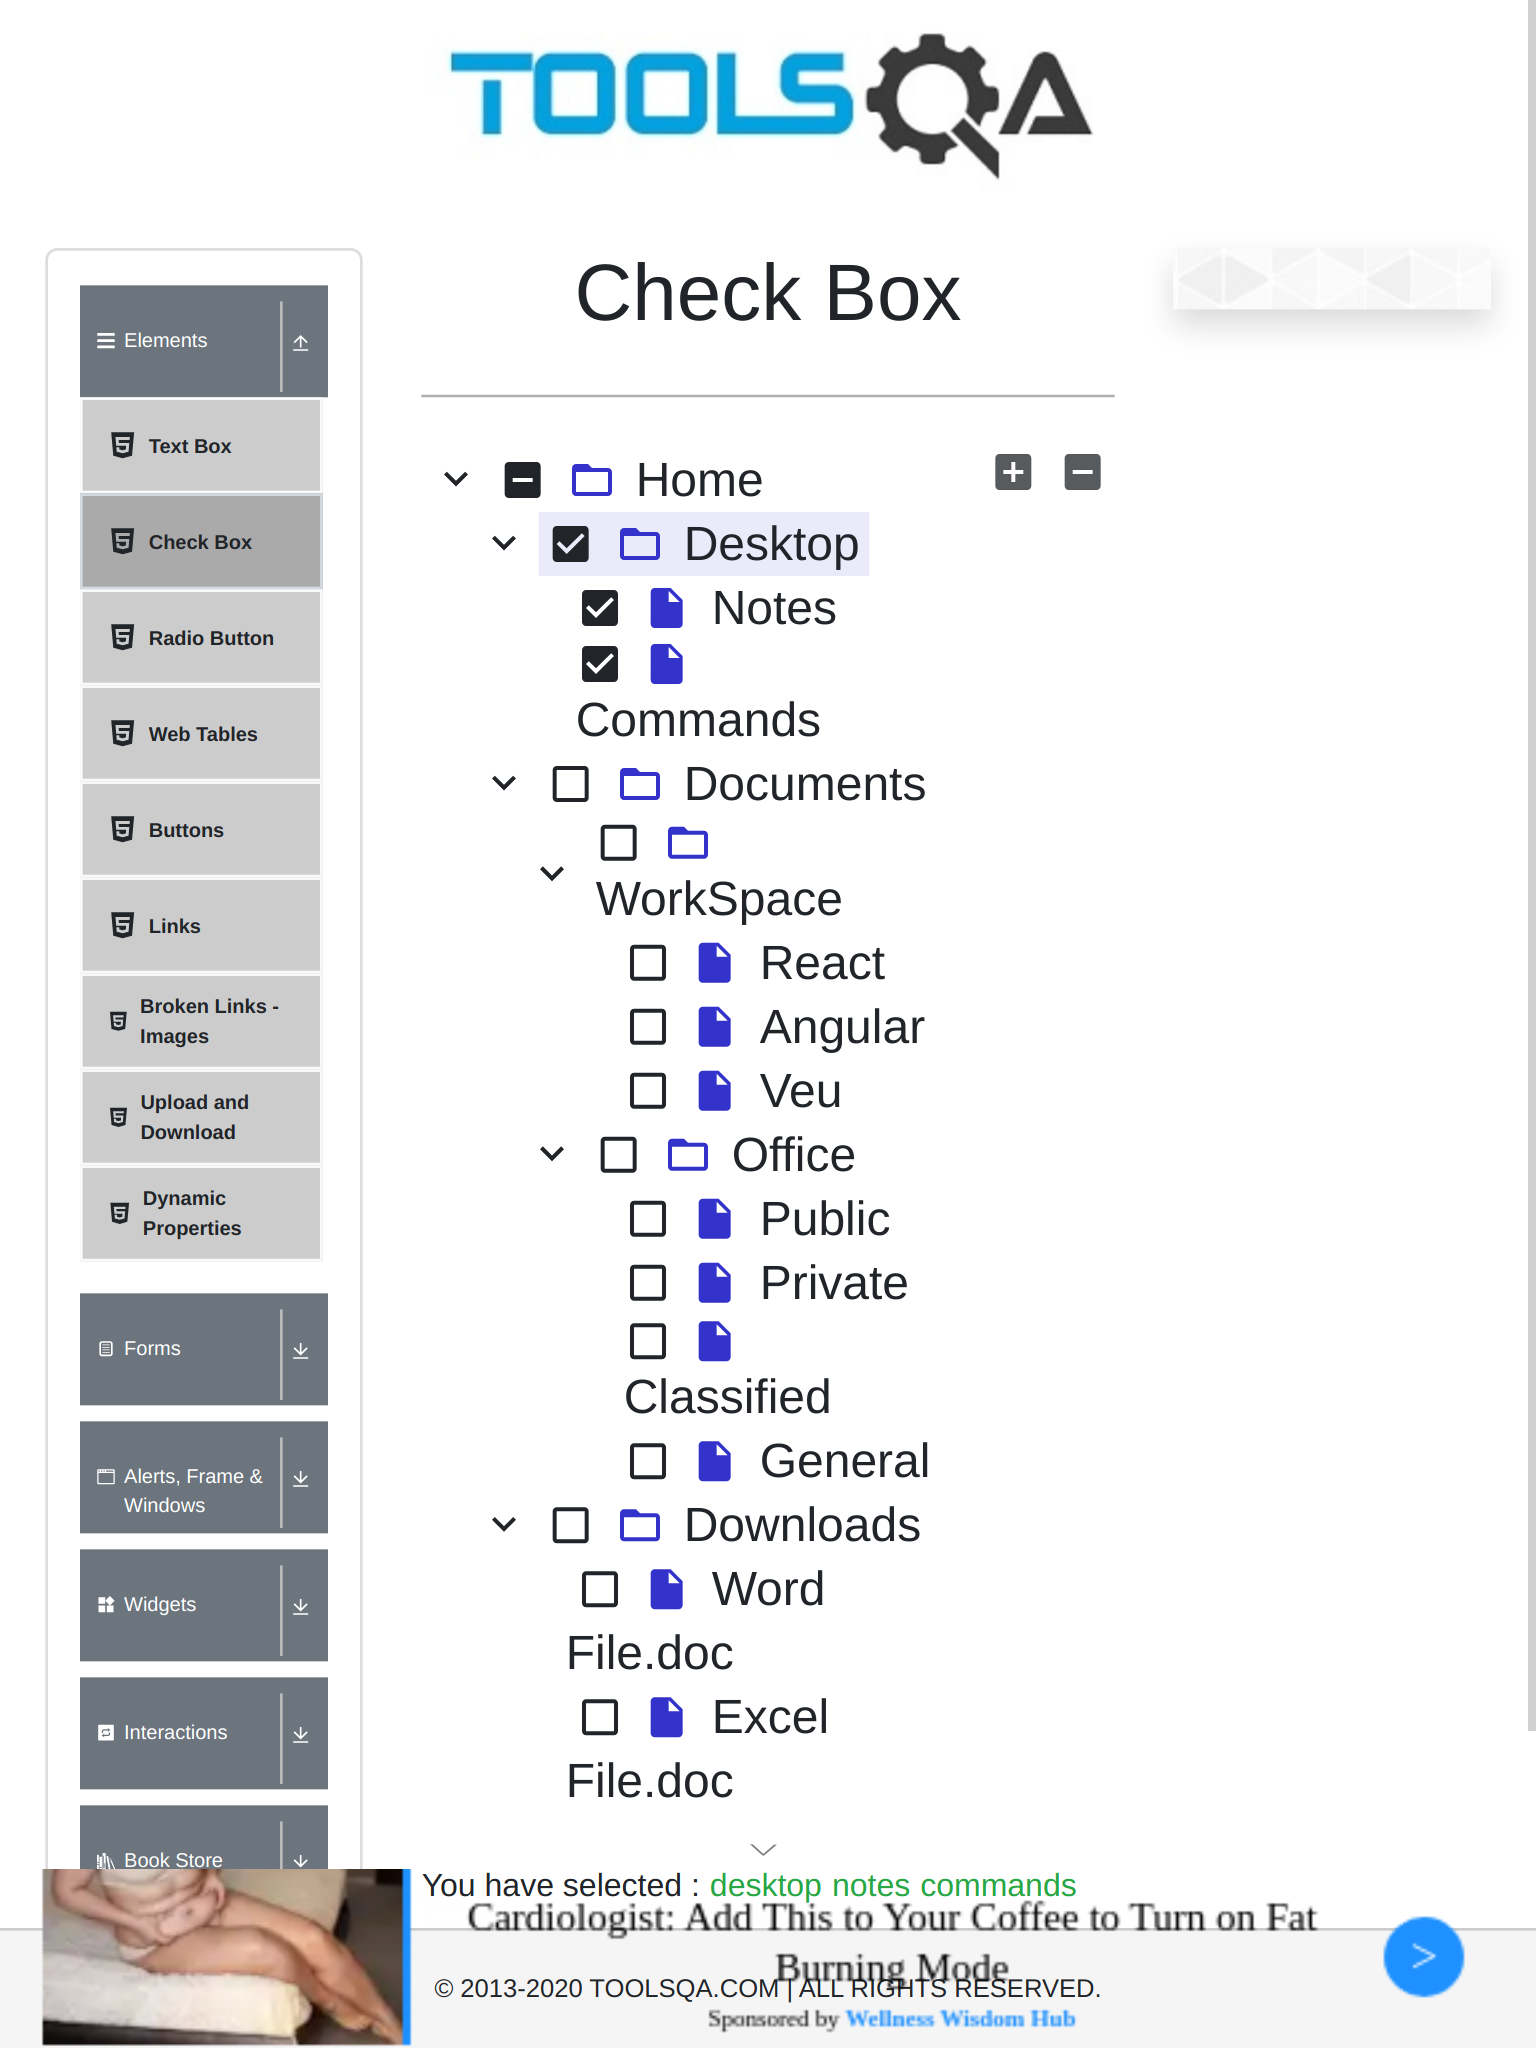 TOOLSQA
Check Box
Elements
Text Box
Check Box
Radio Button
Web Tables
Buttons
Links
Broken Links -
Images
Upload and
Download
Dynamic
Properties
Forms
Alerts, Frame &
Windows
Widgets
Interactions
Book Store
Home
Desktop
Notes
Commands
Documents
WorkSpace
React
Angular
Veu
Office
Public
Private
Classified
General
Downloads
Word
File.doc
Excel
File.doc
You have selected : desktop notes commands
Cardiologist: Add This to Your Coffee to Turn on Fat
Burning Mode
© 2013-2020 TOOLSQA.COM | ALL RIGHTS RESERVED.
Sponsored by Wellness Wisdom Hub